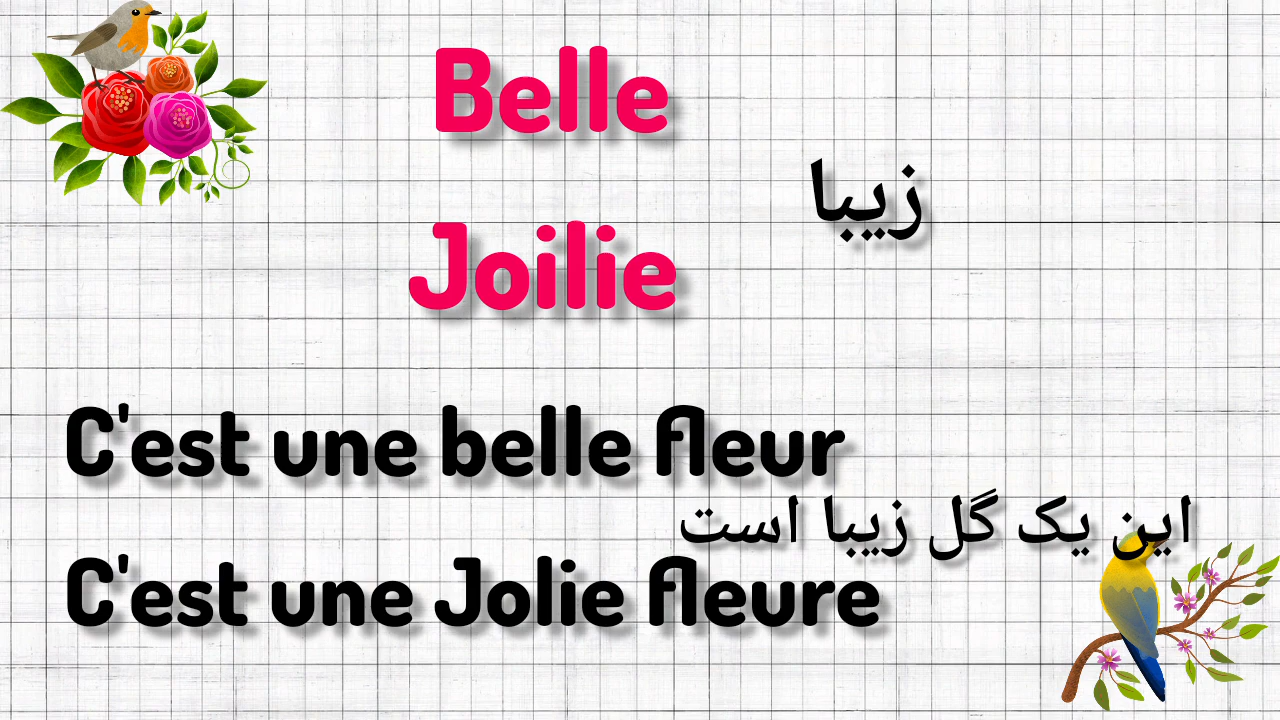 Belle
زیبا
Joilie
C'est une belle fleur
این یک گل زیبا است
C'est une Jolie fleure